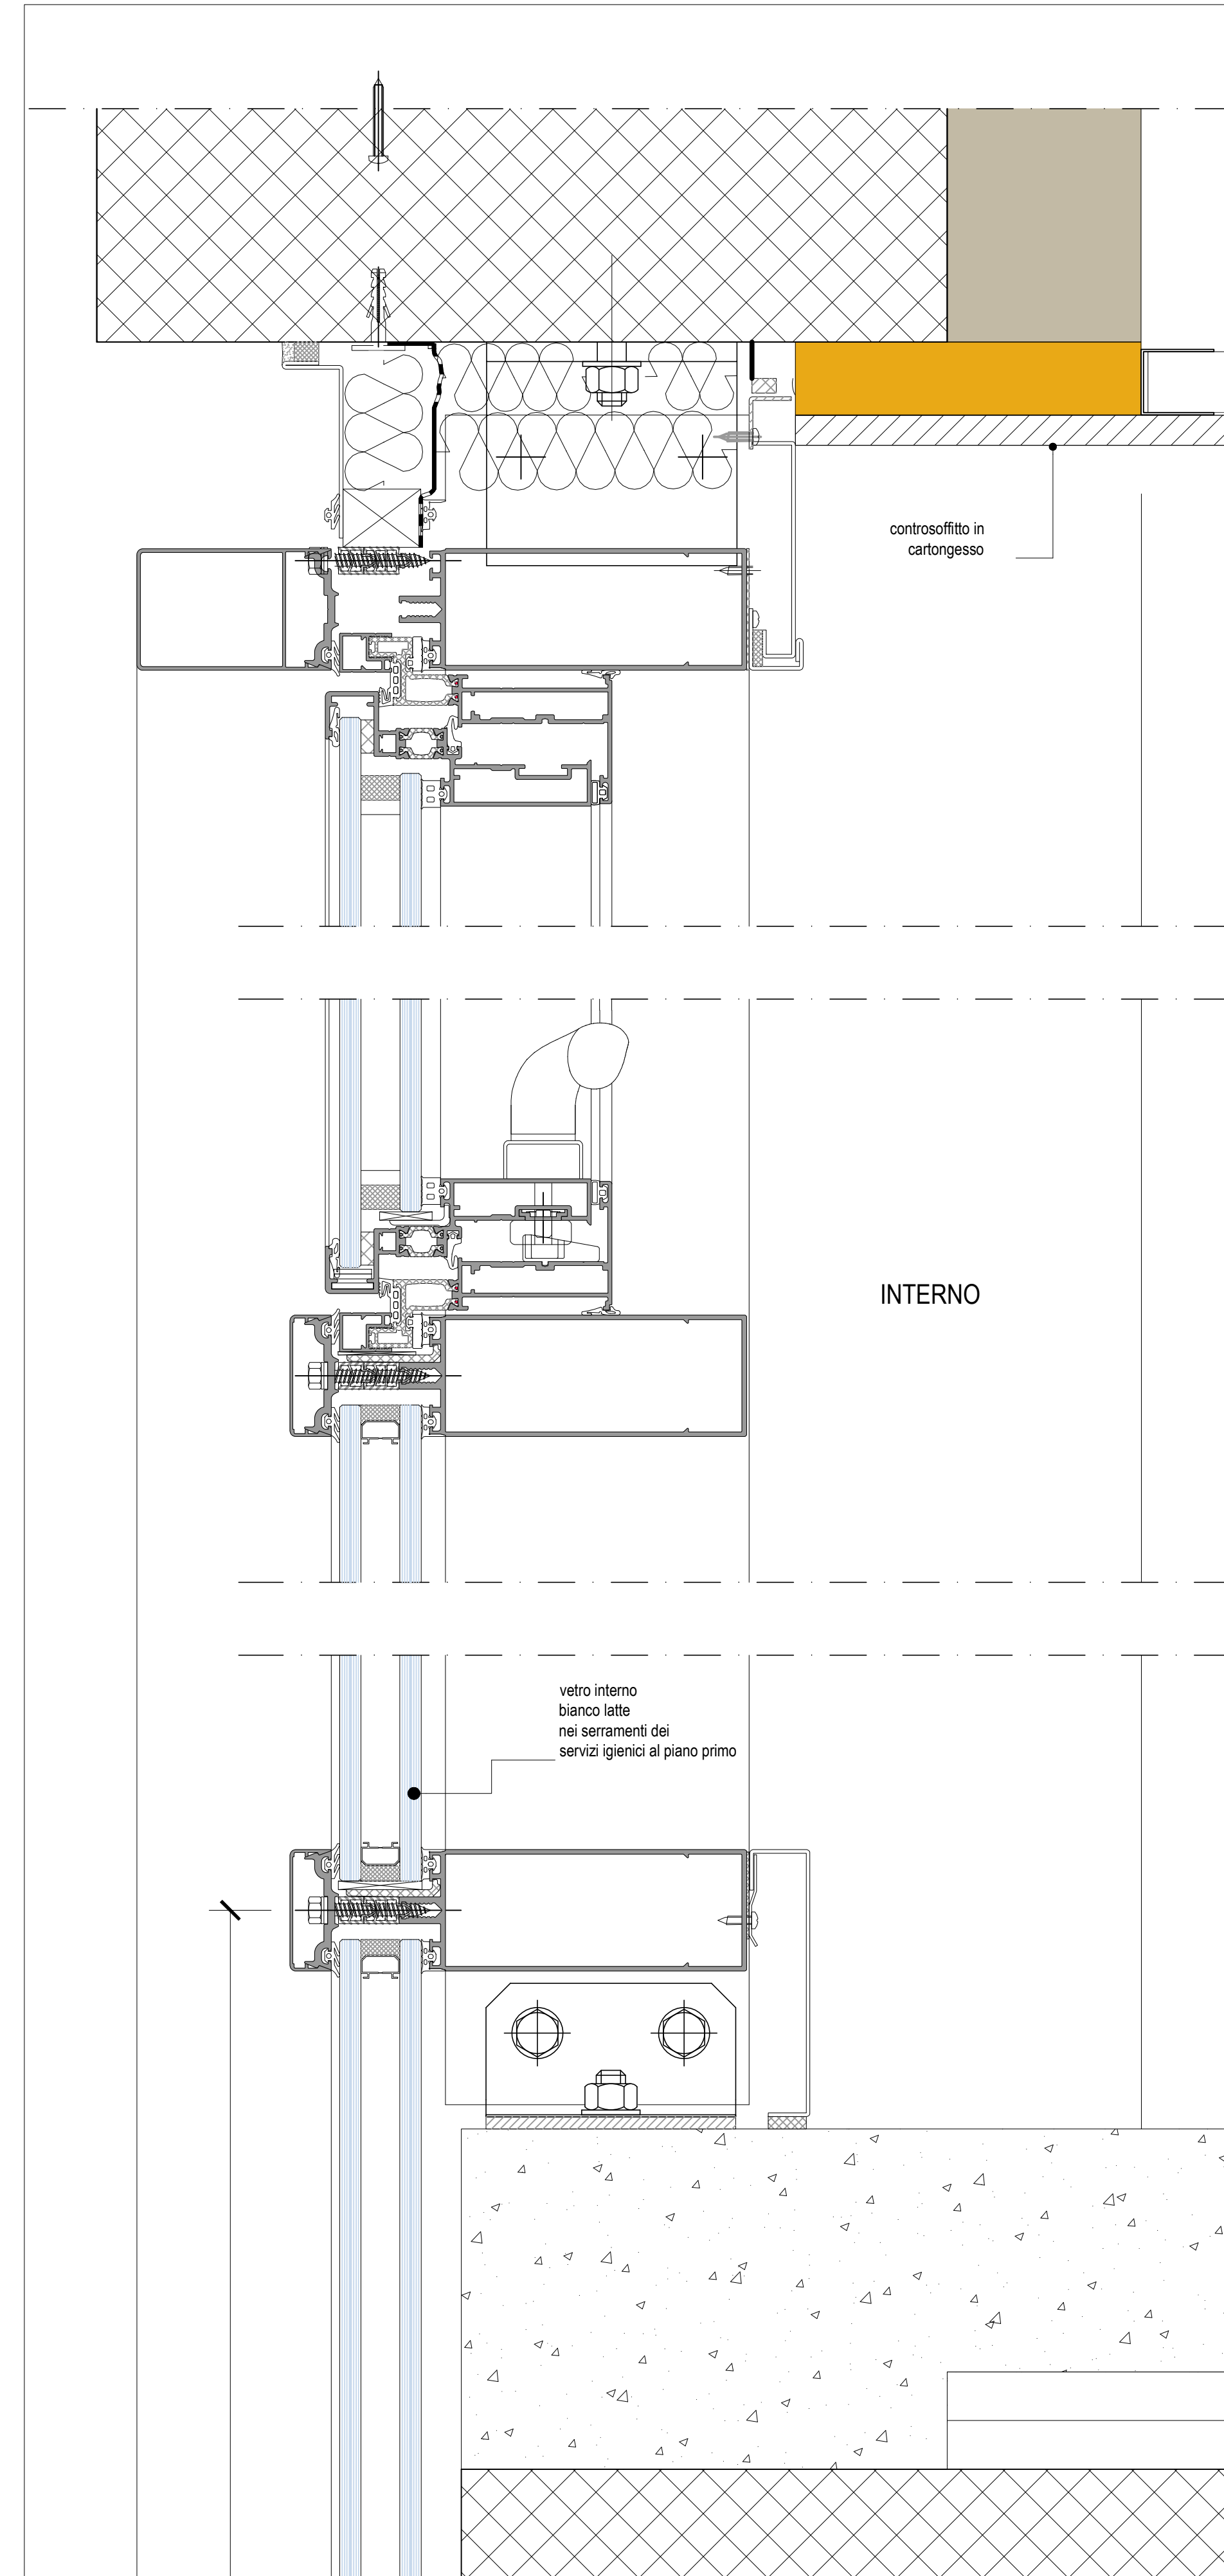 controsoffitto in
cartongesso
INTERNO
vetro interno
bianco latte
nei serramenti dei
servizi igienici al piano primo